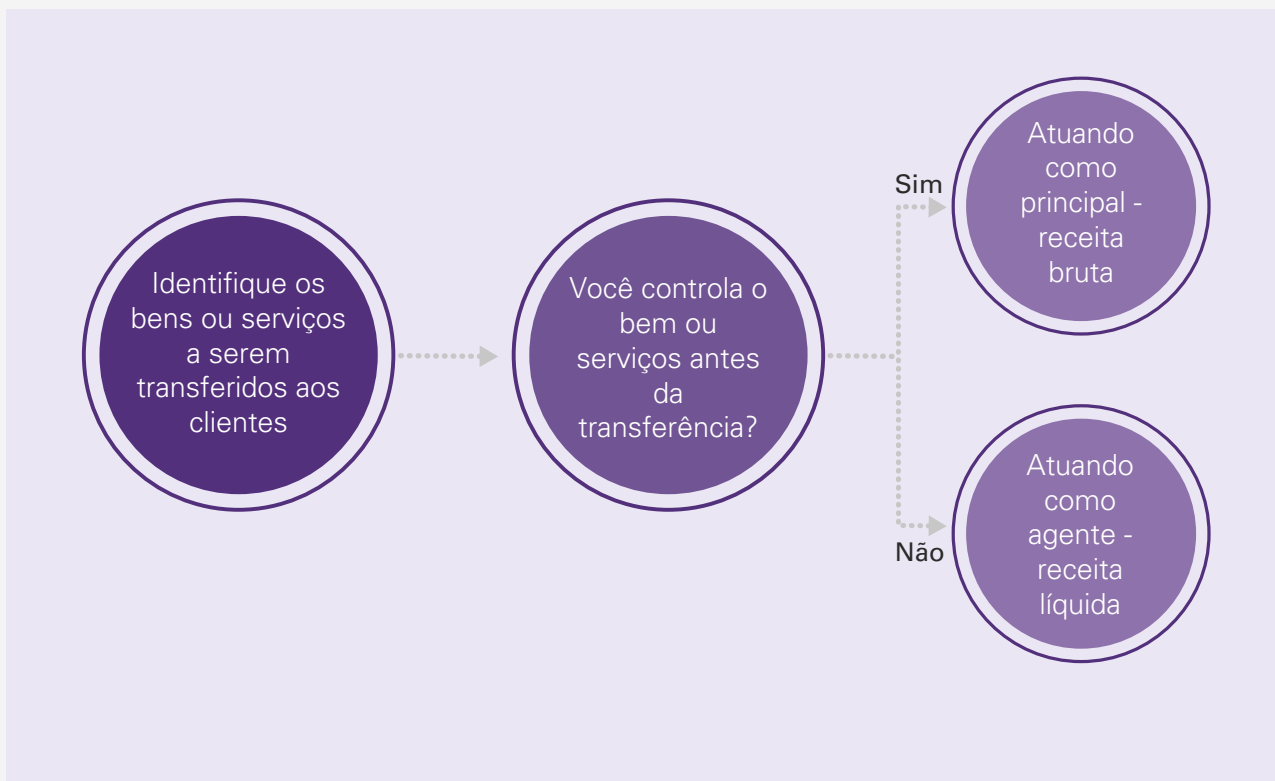 Identifique os
bens ou serviços
a serem
transferidos aos
clientes
Você controla o
bem ou
serviços antes
da
transferência?
Sim
Atuando
como
principal -
receita
bruta
Não
Atuando
como
agente -
receita
líquida